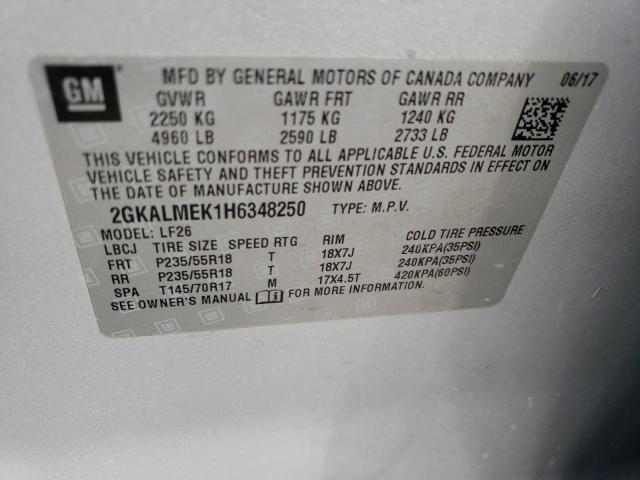 GM
MFD BY GENERAL MOTORS OF CANADA COMPANY 06/17
GVWR GAWR FRT GAWR RR
2250 KG 1175 KG 1240 KG
4960 LB 2590 LB 2733 LB
THIS VEHICLE CONFORMS TO ALL APPLICABLE U.S. FEDERAL MOTOR
VEHICLE SAFETY AND THEFT PREVENTION STANDARDS IN EFFECT ON
THE DATE OF MANUFACTURE SHOWN ABOVE.
2GKALMEK1H6348250 TYPE: M.P.V.
MODEL: LF26
LBCJ TIRE SIZE SPEED RTG RIM COLD TIRE PRESSURE
FRT P235/55R18 T 18X7J 240KPA(35PSI)
RR P235/55R18 T 18X7J 240KPA(35PSI)
SPA T145/70R17 M 17X4.5T 420KPA(60PSI)
SEE OWNER'S MANUAL FOR MORE INFORMATION.